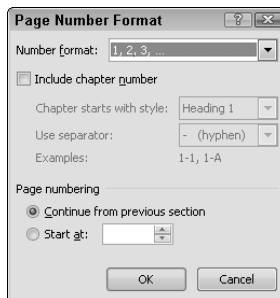 Page Number Format
Number format: 1, 2, 3, ...
Include chapter number
Chapter starts with style: Heading 1
Use separator: - (hyphen)
Examples: 1-1, 1-A
Page numbering
Continue from previous section
Start at:
OK Cancel